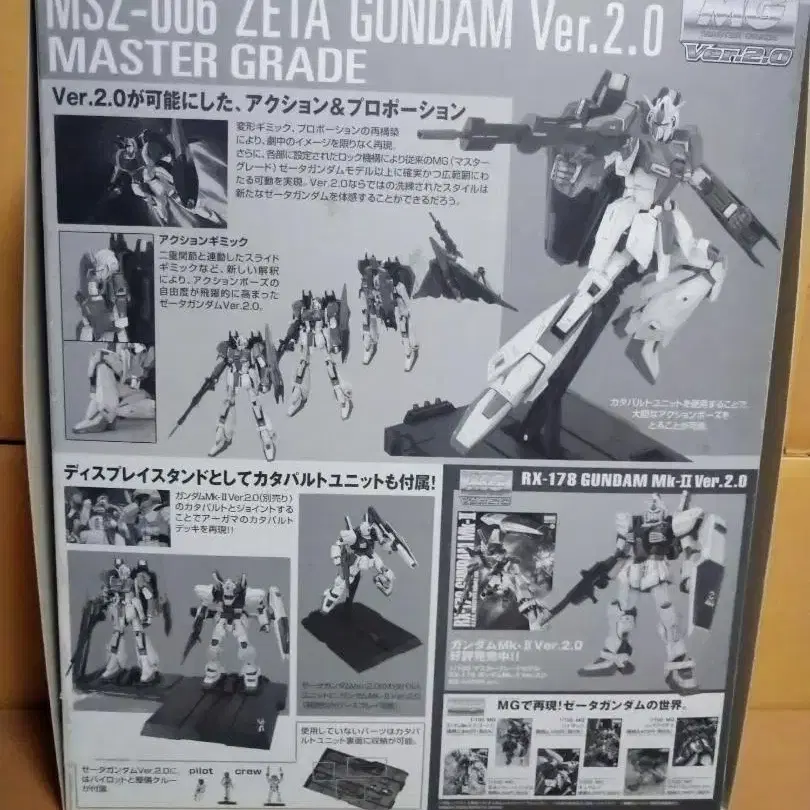 MSZ-006 ZETA GUNDAM Ver.2.0
MASTER GRADE
MG
MASTER GRADE
Ver.2.0
Ver.2.0が可能にした、アクション&プロポーション
変形ギミック、プロポーションの再構築
により、劇中のイメージを限りなく再現。
さらに、各部に設定されたロック機構により従来のMG(マスター
グレード)ゼータガンダムモデル以上に確実かつ広範囲にわ
たる可動を実現。Ver.2.0ならではの洗練されたスタイルは
新たなゼータガンダムを体感することができるだろう。
アクションギミック
二重関節と連動したスライド
ギミックなど、新しい解釈
により、アクションポーズの
自由度が飛躍的に高まった
ゼータガンダムVer.2.0。
カタパルトユニットを使用することで、
大胆なアクションポーズを
とることが可能。
ディスプレイスタンドとしてカタパルトユニットも付属!
ガンダムMk-ⅡVer.2.0(別売り)
のカタパルトとジョイントする
ことでアーガマのカタパルト
デッキを再現!!
RX-178 GUNDAM Mk-Ⅱ Ver.2.0
ガンダムMk-Ⅱ Ver.2.0
好評発売中!!
使用していないパーツはカタパ
ルトユニット裏面に収納が可能。
MGで再現!ゼータガンダムの世界。
ゼータガンダムVer.2.0に
はパイロットと整備クルー
が付属
pilot
crew